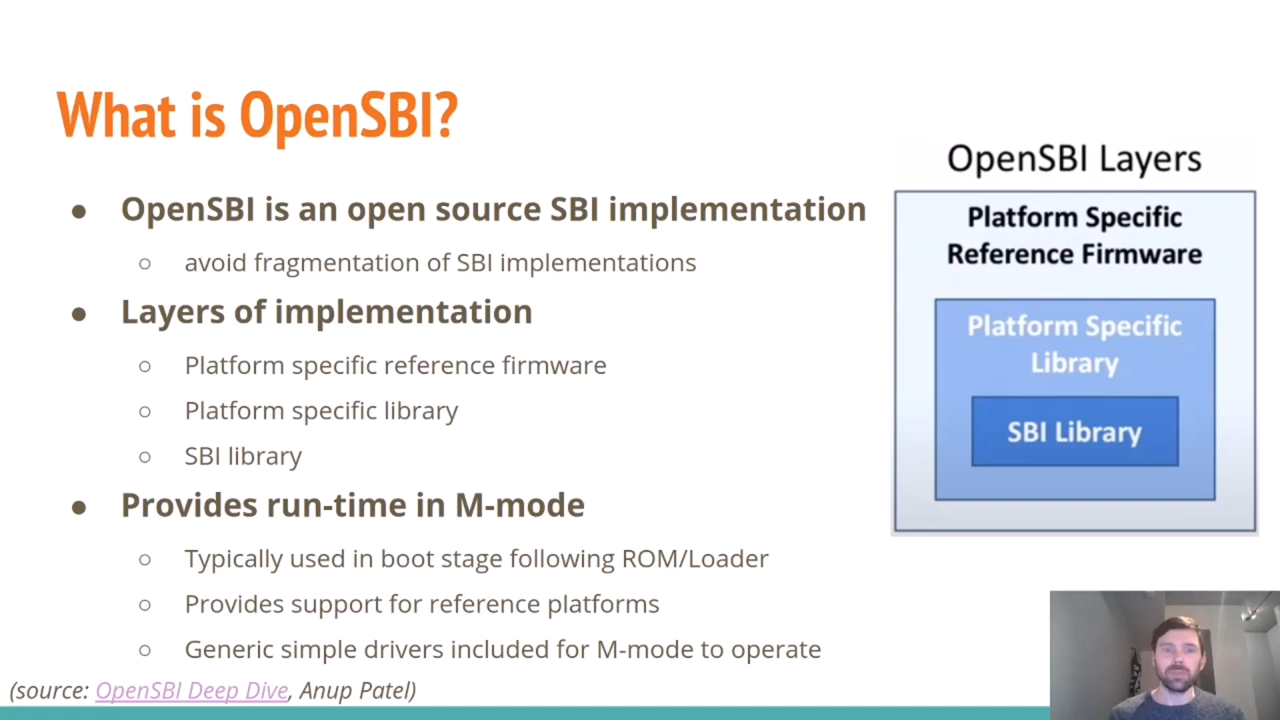 What is OpenSBI?
● OpenSBI is an open source SBI implementation
○ avoid fragmentation of SBI implementations
● Layers of implementation
○ Platform specific reference firmware
○ Platform specific library
○ SBI library
● Provides run-time in M-mode
○ Typically used in boot stage following ROM/Loader
○ Provides support for reference platforms
○ Generic simple drivers included for M-mode to operate
(source: OpenSBI Deep Dive, Anup Patel)
OpenSBI Layers
Platform Specific
Reference Firmware
Platform Specific
Library
SBI Library